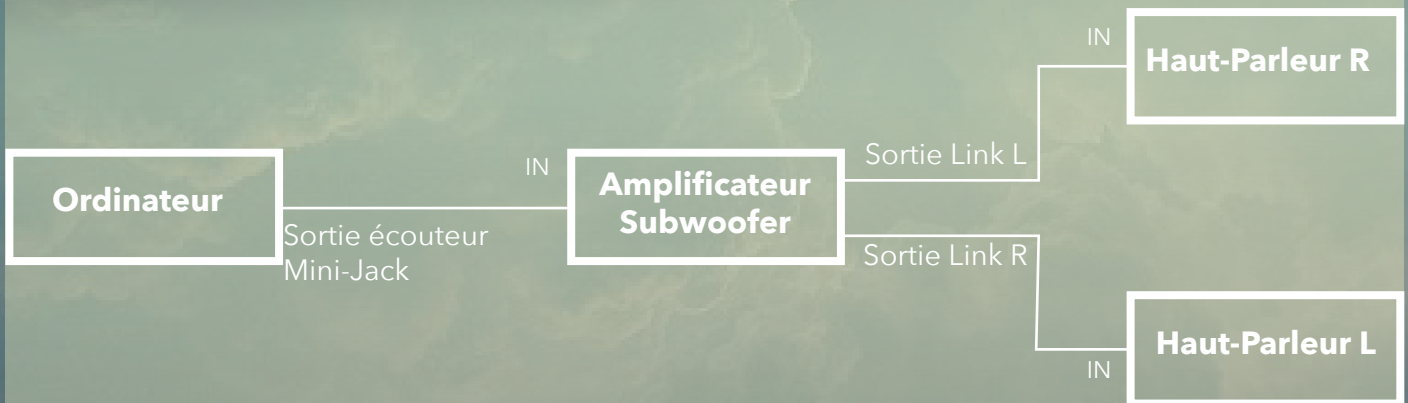 IN
Haut-Parleur R
Sortie Link L
IN
Amplificateur
Subwoofer
Ordinateur
Sortie écouteur
Mini-Jack
Sortie Link R
Haut-Parleur L
IN